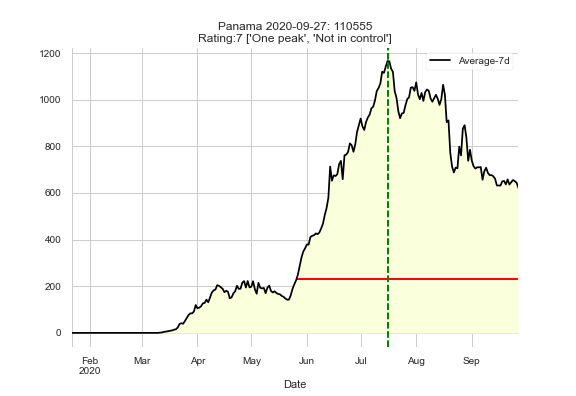 Panama 2020-09-27: 110555
Rating:7 ['One peak', 'Not in control']
Average-7d
1200
1000
800
600
400
200
0
Feb
2020
Mar
Apr
May
Jun
Jul
Aug
Sep
Date